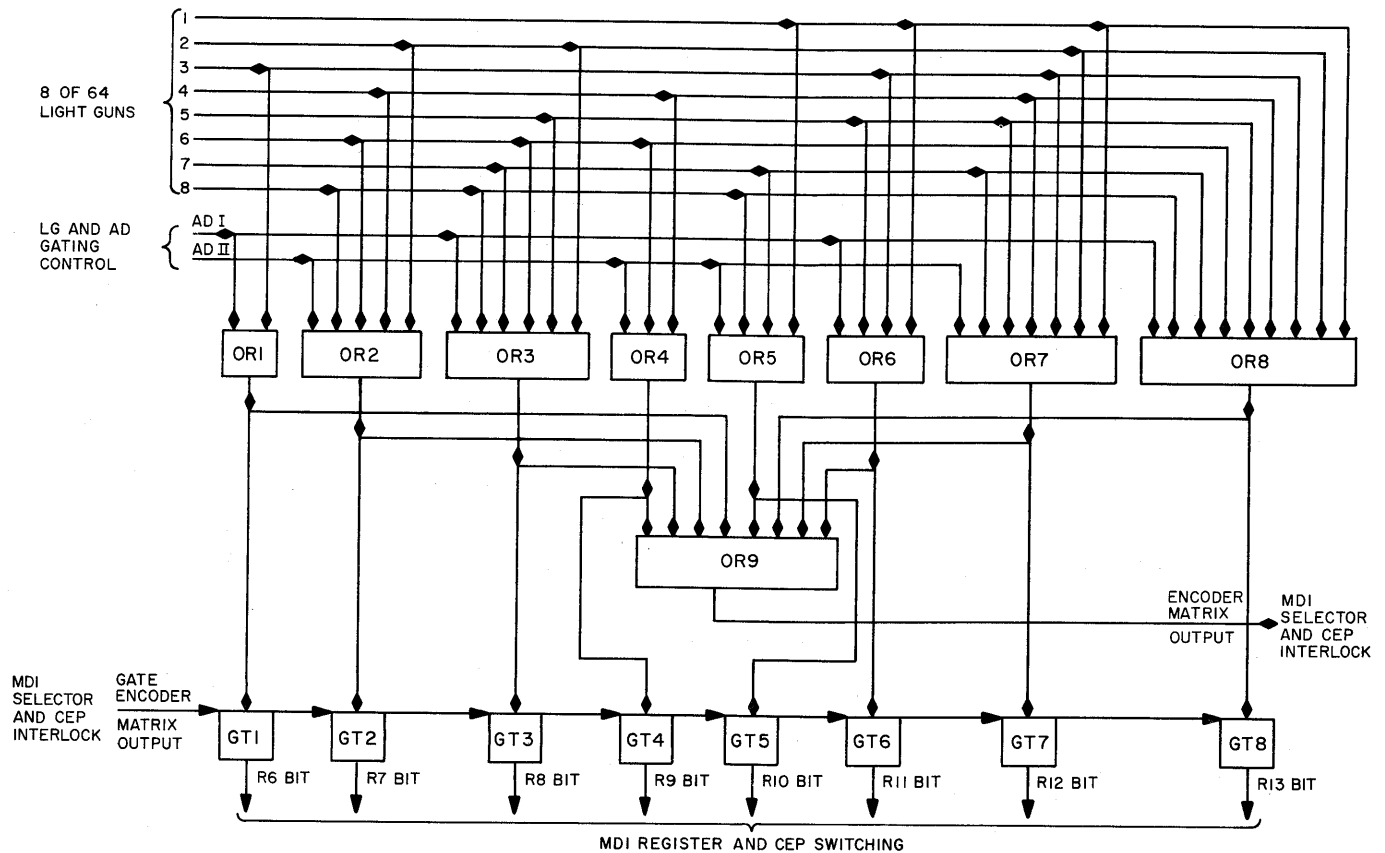 8 OF 64
LIGHT GUNS
1
2
3
4
5
6
7
8
LG AND AD
GATING
CONTROL
AD I
AD II
OR1
OR2
OR3
OR4
OR5
OR6
OR7
OR8
OR9
ENCODER
MATRIX
OUTPUT
MDI
SELECTOR
AND CEP
INTERLOCK
MDI
SELECTOR
AND CEP
INTERLOCK
GATE
ENCODER
MATRIX
OUTPUT
GT1
GT2
GT3
GT4
GT5
GT6
GT7
GT8
R6 BIT
R7 BIT
R8 BIT
R9 BIT
R10 BIT
R11 BIT
R12 BIT
R13 BIT
MDI REGISTER AND CEP SWITCHING